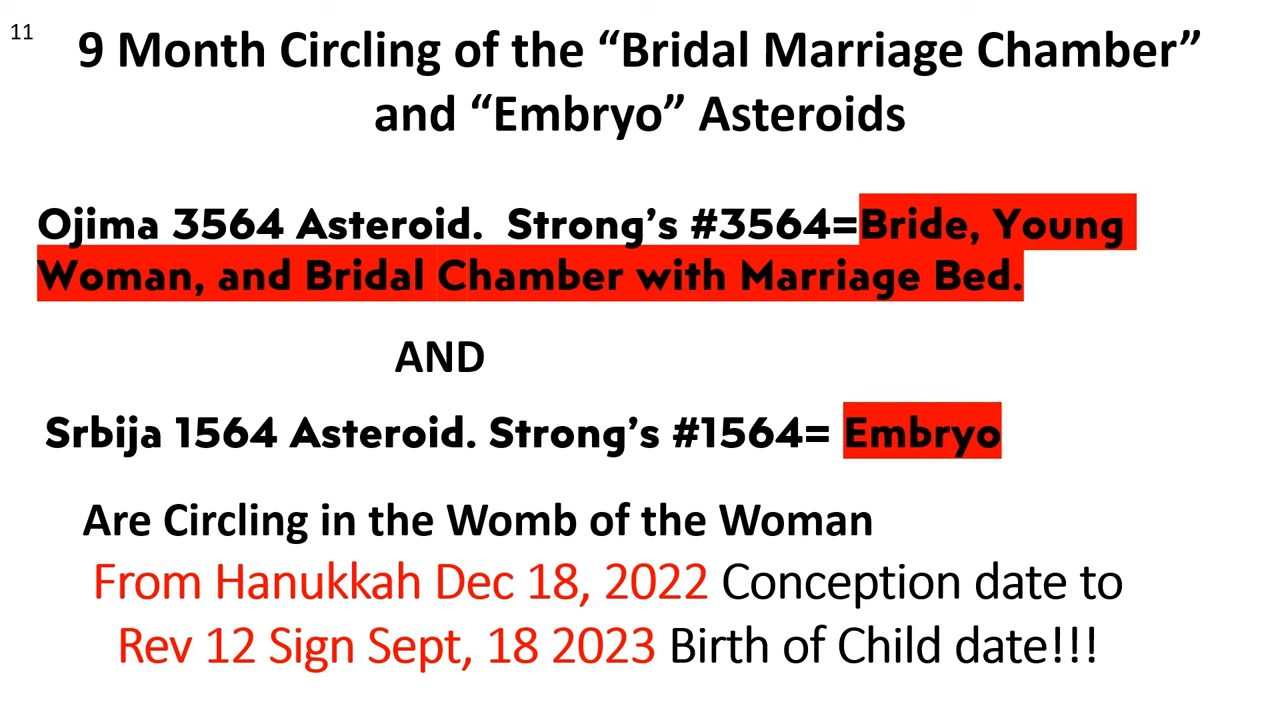 11
9 Month Circling of the “Bridal Marriage Chamber”
and “Embryo” Asteroids
Ojima 3564 Asteroid.  Strong’s #3564=Bride, Young
Woman, and Bridal Chamber with Marriage Bed.
AND
Srbija 1564 Asteroid. Strong’s #1564= Embryo
Are Circling in the Womb of the Woman
From Hanukkah Dec 18, 2022 Conception date to
Rev 12 Sign Sept, 18 2023 Birth of Child date!!!